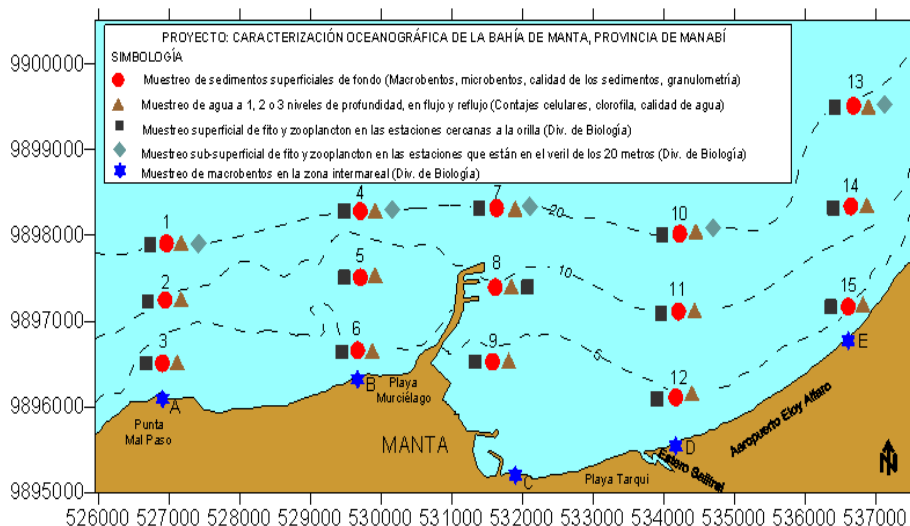 PROYECTO: CARACTERIZACIÓN OCEANOGRÁFICA DE LA BAHÍA DE MANTA, PROVINCIA DE MANABÍ
SIMBOLOGÍA
Muestreo de sedimentos superficiales de fondo (Macrobentos, microbentos, calidad de los sedimentos, granulometría)
Muestreo de agua a 1, 2 o 3 niveles de profundidad, en flujo y reflujo (Contajes celulares, clorofila, calidad de agua)
Muestreo superficial de fito y zooplancton en las estaciones cercanas a la orilla (Div. de Biología)
Muestreo sub-superficial de fito y zooplancton en las estaciones que están en el veril de los 20 metros (Div. de Biología)
Muestreo de macrobentos en la zona intermareal (Div. de Biología)
9900000
9899000
9898000
9897000
9896000
9895000
13
14
15
1
2
3
4
5
6
7
8
9
10
11
12
20
10
5
A
B
C
D
E
Punta
Mal Paso
Playa
Murciélago
MANTA
Playa Tarqui
Estero Sellirrel
Aeropuerto Eloy Alfaro
N
526000
527000
528000
529000
530000
531000
532000
533000
534000
535000
536000
537000